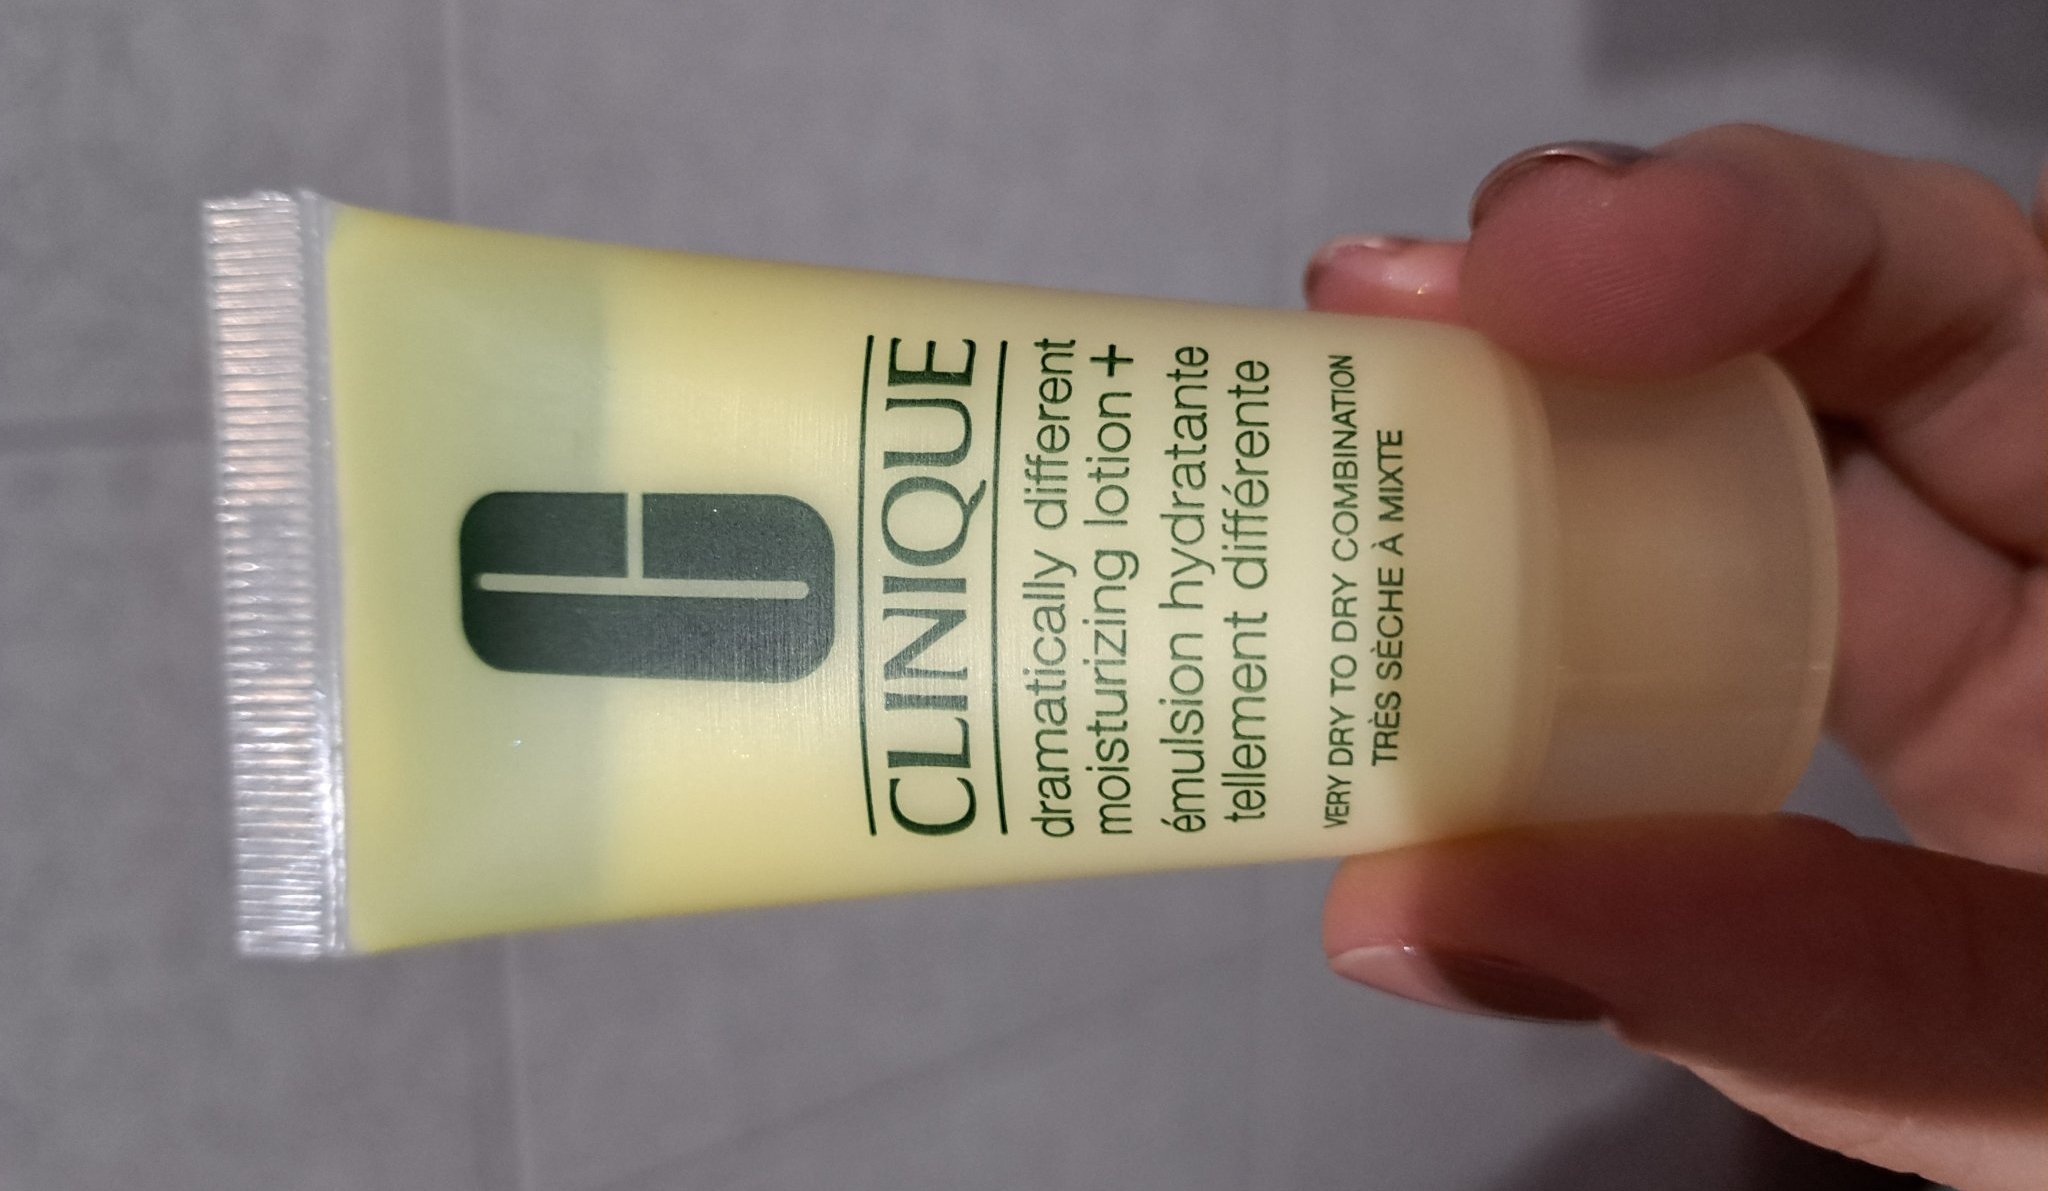 CLINIQUE
dramatically different
moisturizing lotion +
émulsion hydratante
tellement différente
VERY DRY TO DRY COMBINATION
TRÈS SÈCHE À MIXTE